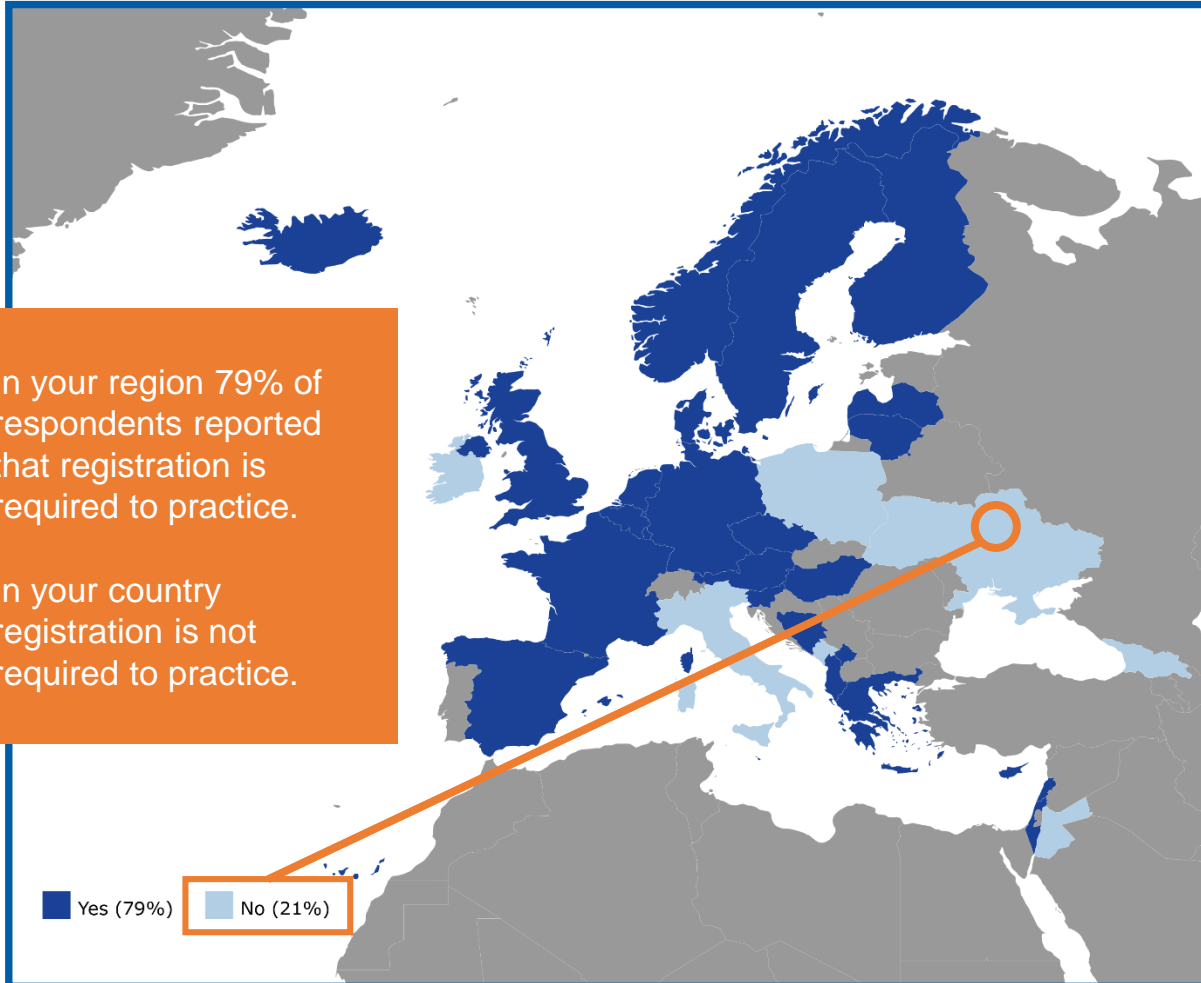 n your region 79% of
respondents reported
that registration is
required to practice.
n your country
registration is not
required to practice.
Yes (79%)
No (21%)